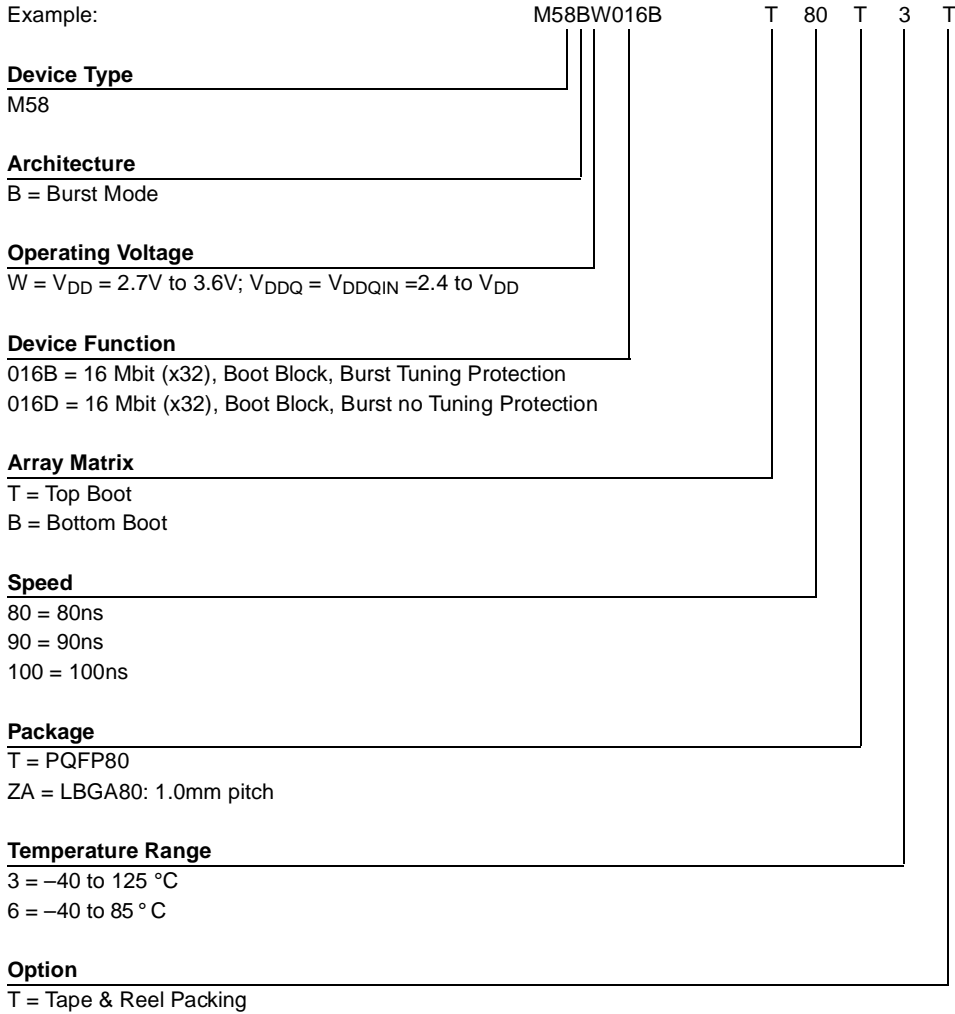 Example: M58BW016B T 80 T 3 T
Device Type
M58
Architecture
B = Burst Mode
Operating Voltage
W = VDD = 2.7V to 3.6V; VDDQ = VDDQIN =2.4 to VDD
Device Function
016B = 16 Mbit (x32), Boot Block, Burst Tuning Protection
016D = 16 Mbit (x32), Boot Block, Burst no Tuning Protection
Array Matrix
T = Top Boot
B = Bottom Boot
Speed
80 = 80ns
90 = 90ns
100 = 100ns
Package
T = PQFP80
ZA = LBGA80: 1.0mm pitch
Temperature Range
3 = –40 to 125 °C
6 = –40 to 85 ° C
Option
T = Tape & Reel Packing